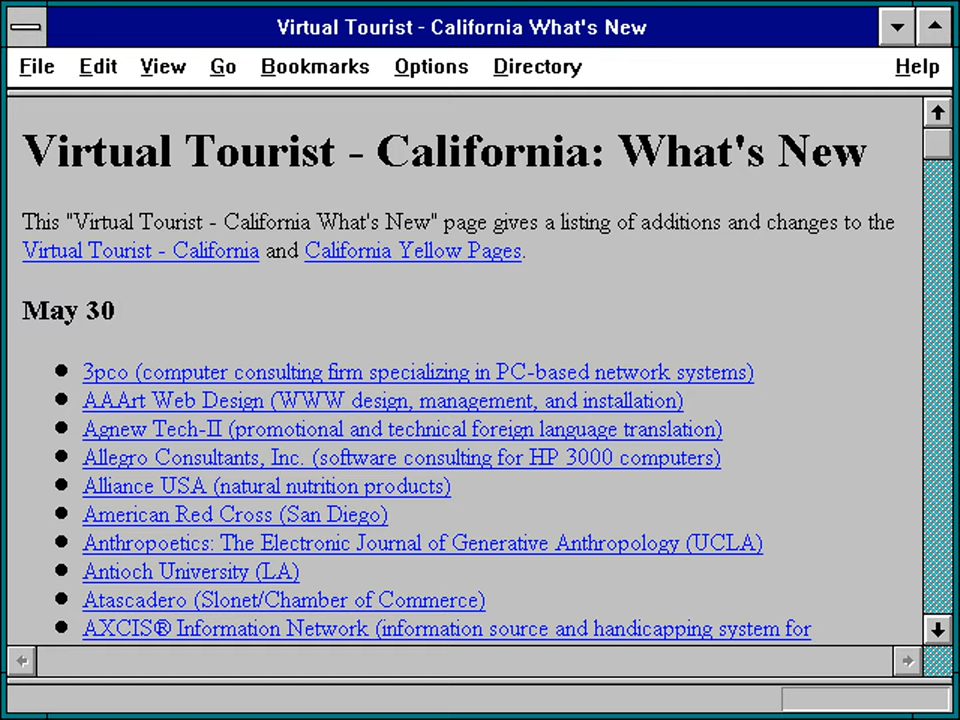 Virtual Tourist - California What's New
File Edit View Go Bookmarks Options Directory Help
Virtual Tourist - California: What's New
This "Virtual Tourist - California What's New" page gives a listing of additions and changes to the
Virtual Tourist - California and California Yellow Pages.
May 30
3pco (computer consulting firm specializing in PC-based network systems)
AAArt Web Design (WWW design, management, and installation)
Agnew Tech-II (promotional and technical foreign language translation)
Allegro Consultants, Inc. (software consulting for HP 3000 computers)
Alliance USA (natural nutrition products)
American Red Cross (San Diego)
Anthropoetics: The Electronic Journal of Generative Anthropology (UCLA)
Antioch University (LA)
Atascadero (Slonet/Chamber of Commerce)
AXCIS® Information Network (information source and handicapping system for